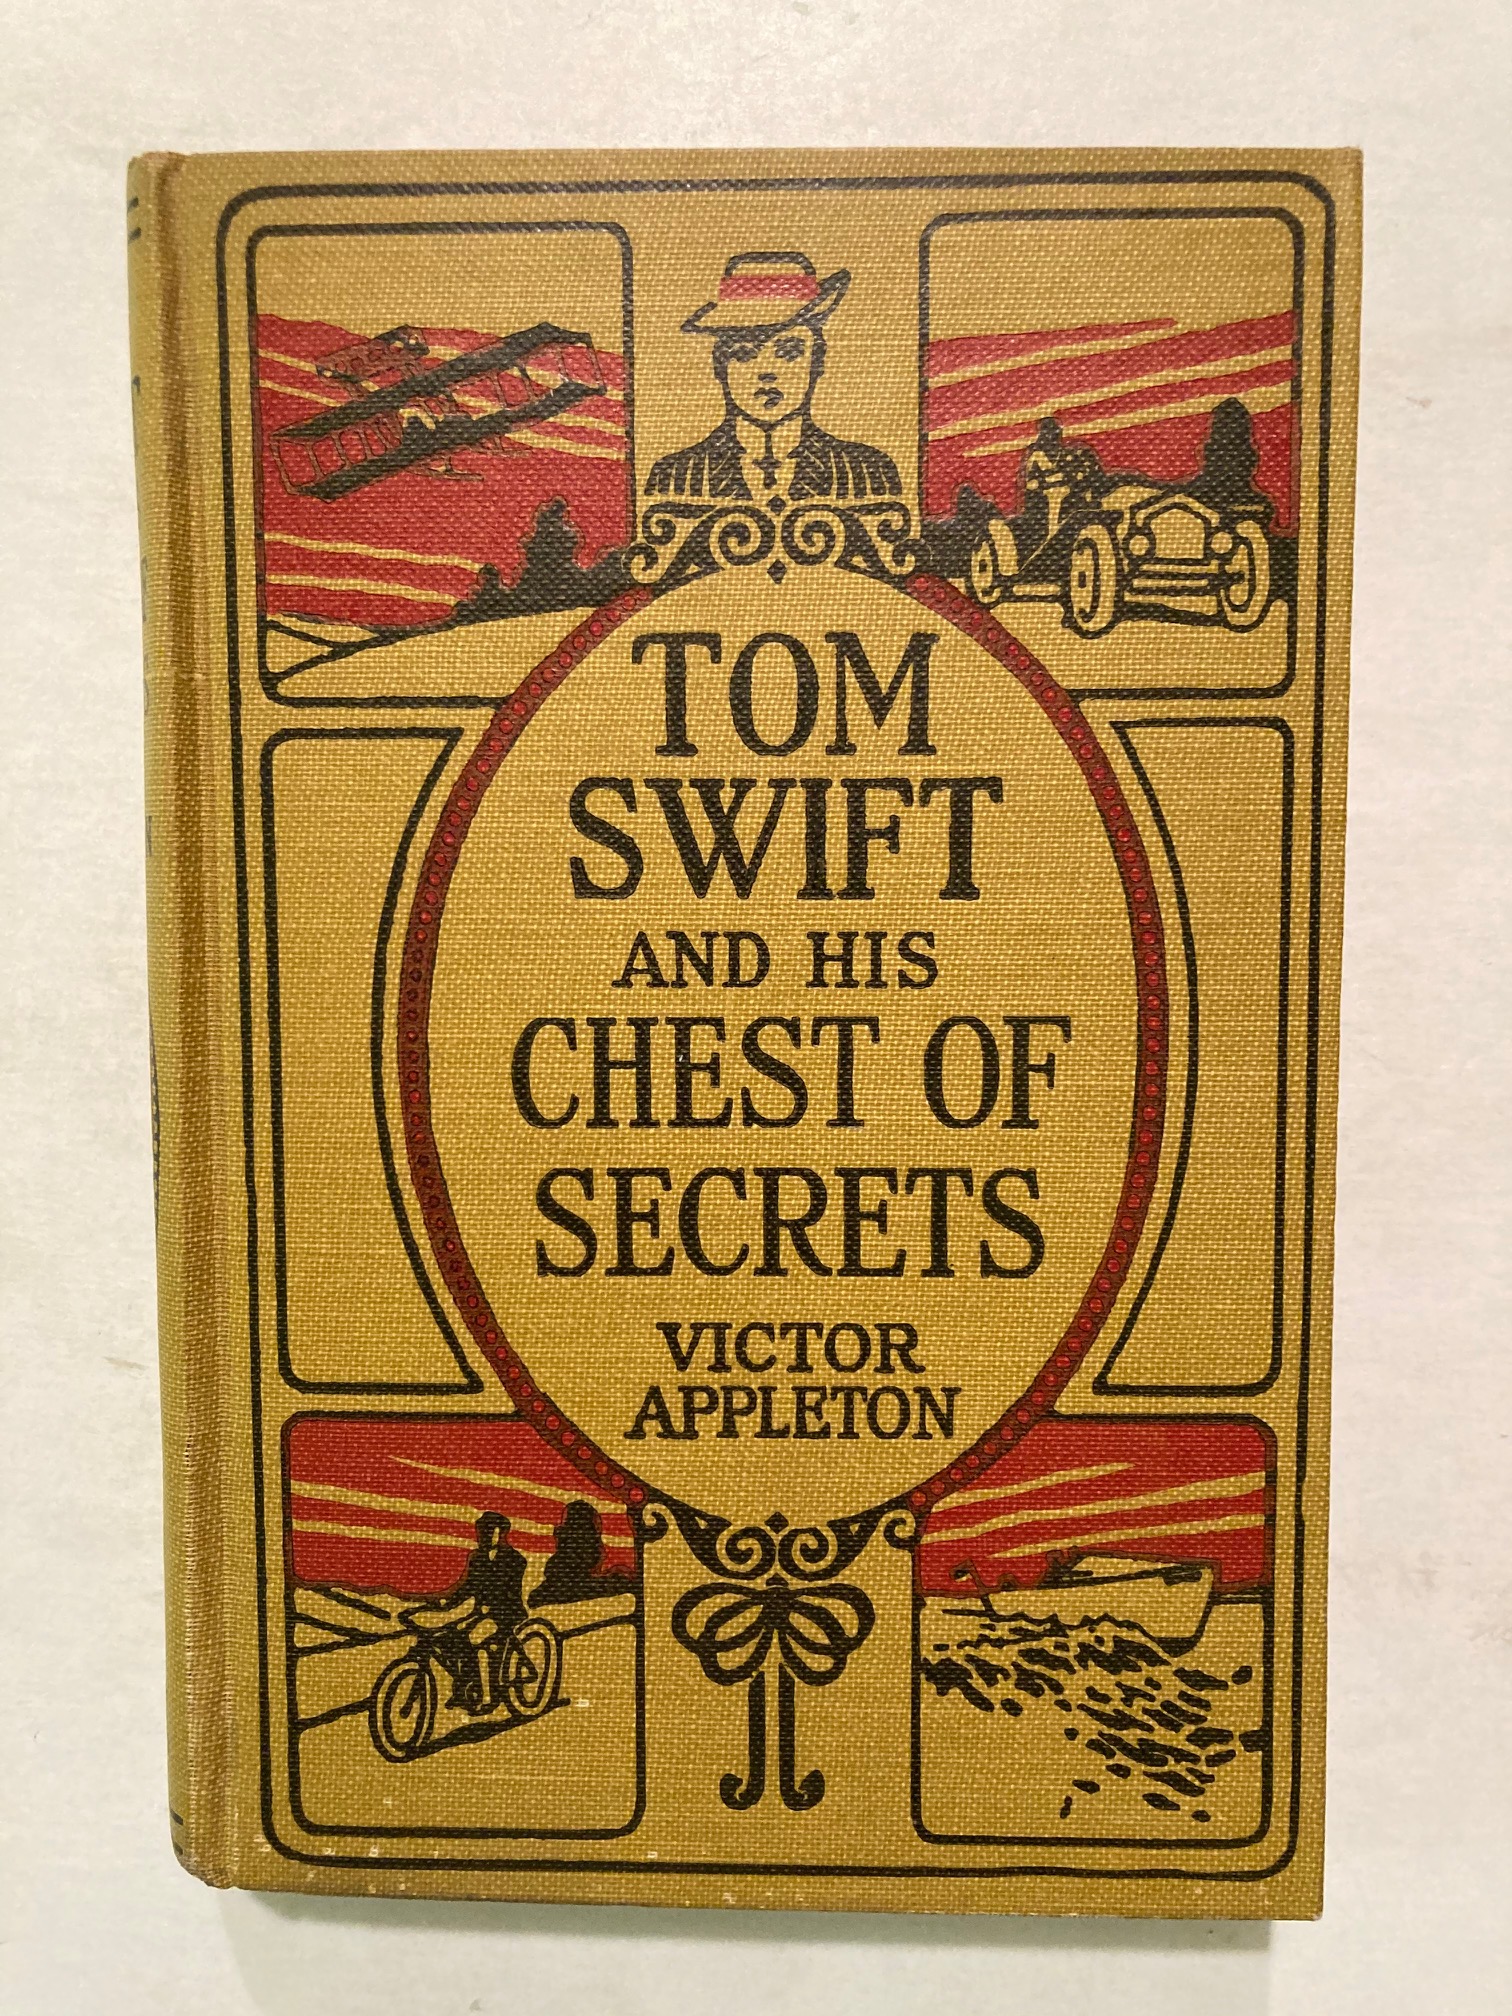 TOM
SWIFT
AND HIS
CHEST OF
SECRETS
VICTOR
APPLETON